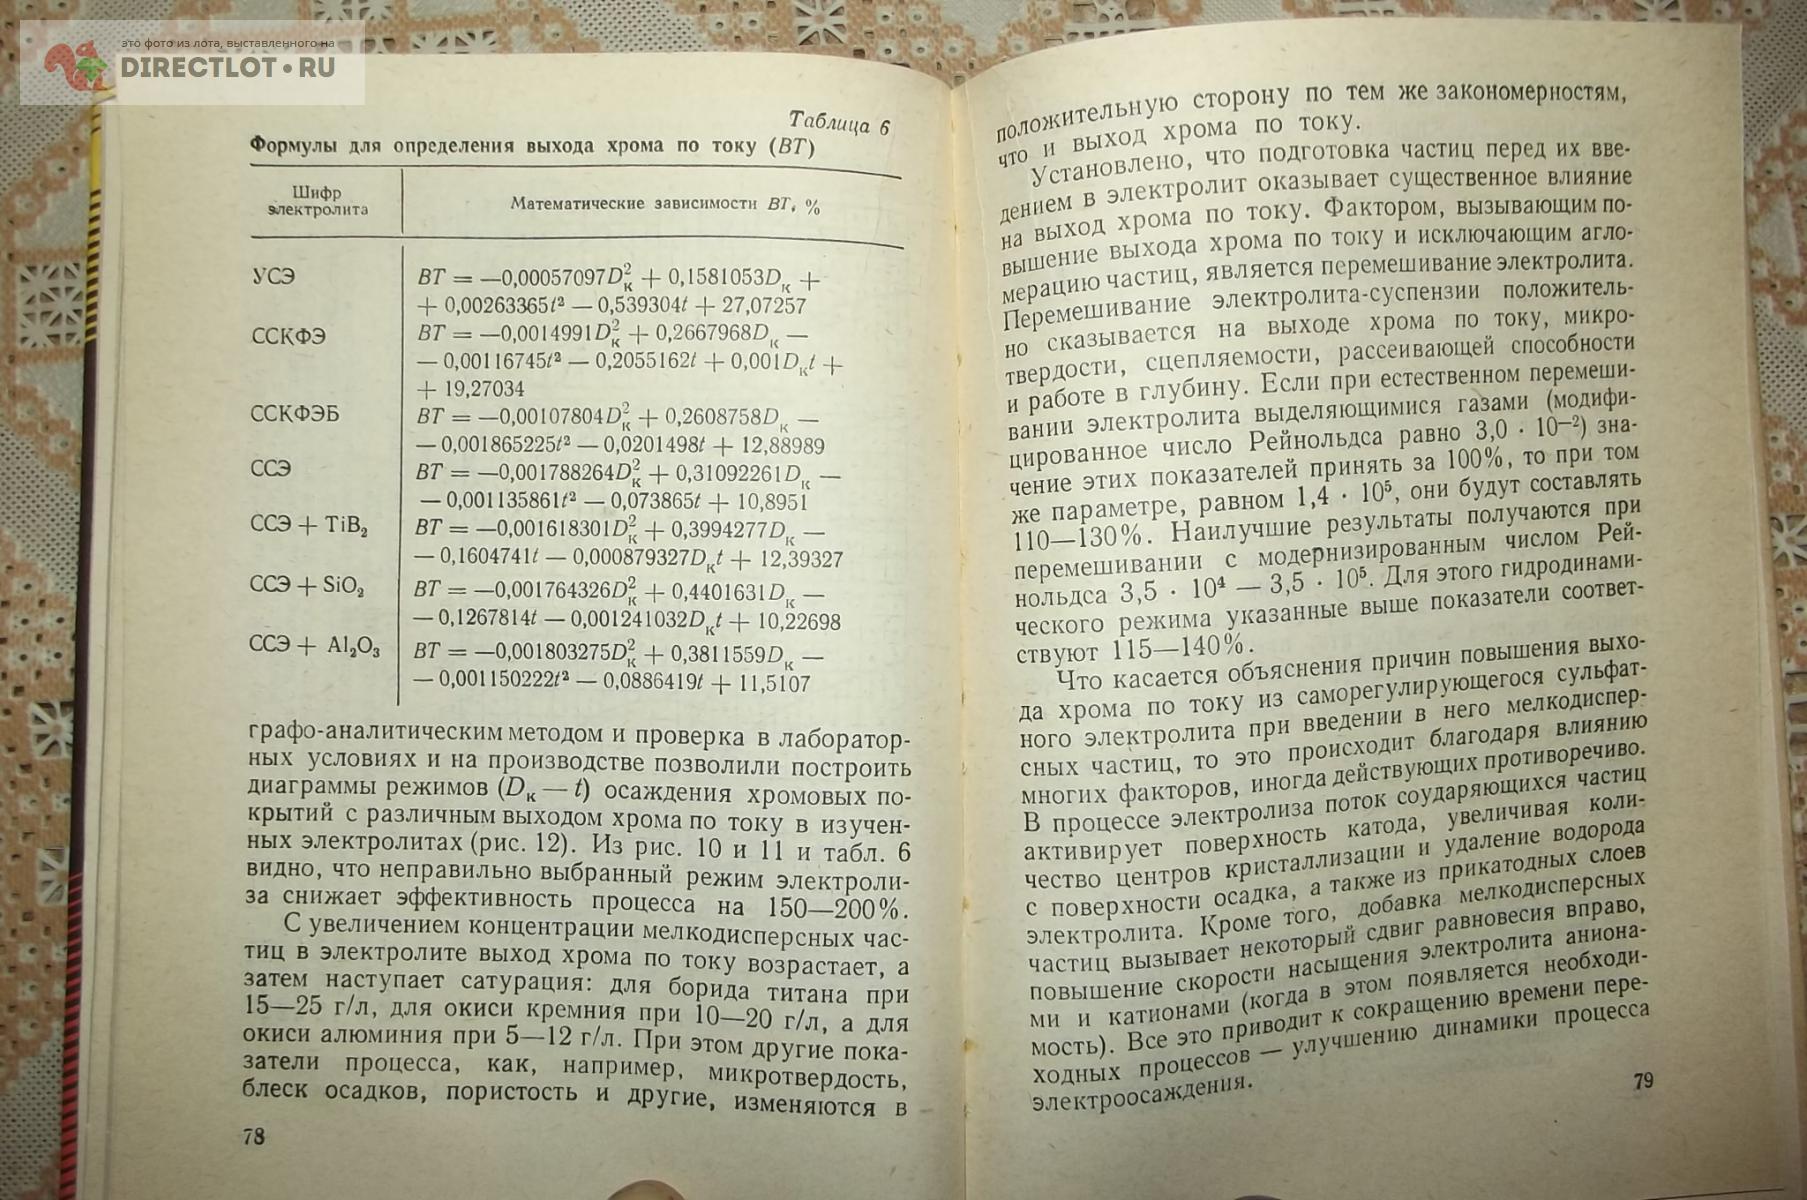 это фото из лота, выставленного на
DIRECTLOT•RU
Таблица 6
Формулы для определения выхода хрома по току (ВТ)
Шифр
электролита
Математические зависимости ВТ, %
УСЭ
ВТ = —0,00057097D²к + 0,1581053Dк +
+ 0,00263365t² — 0,539304t + 27,07257
ССКФЭ
ВТ = —0,0014991D²к + 0,2667968Dк —
— 0,00116745t² — 0,2055162t + 0,001Dкt +
+ 19,27034
ССКФЭБ
ВТ = —0,00107804D²к + 0,2608758Dк —
— 0,001865225t² — 0,0201498t + 12,88989
ССЭ
ВТ = —0,001788264D²к + 0,31092261Dк —
— 0,001135861t² — 0,073865t + 10,8951
ССЭ + TiB₂
ВТ = —0,001618301D²к + 0,3994277Dк —
— 0,1604741t — 0,000879327Dкt + 12,39327
ССЭ + SiO₂
ВТ = —0,001764326D²к + 0,4401631Dк —
— 0,1267814t — 0,001241032Dкt + 10,22698
ССЭ + Al₂O₃
ВТ = —0,001803275D²к + 0,3811559Dк —
— 0,001150222t² — 0,0886419t + 11,5107
графо-аналитическим методом и проверка в лаборатор-
ных условиях и на производстве позволили построить
диаграммы режимов (Dк — t) осаждения хромовых по-
крытий с различным выходом хрома по току в изучен-
ных электролитах (рис. 12). Из рис. 10 и 11 и табл. 6
видно, что неправильно выбранный режим электроли-
за снижает эффективность процесса на 150—200%.
С увеличением концентрации мелкодисперсных час-
тиц в электролите выход хрома по току возрастает, а
затем наступает сатурация: для борида титана при
15—25 г/л, для окиси кремния при 10—20 г/л, а для
окиси алюминия при 5—12 г/л. При этом другие пока-
затели процесса, как, например, микротвердость,
блеск осадков, пористость и другие, изменяются в
78
положительную сторону по тем же закономерностям,
что и выход хрома по току.
Установлено, что подготовка частиц перед их вве-
дением в электролит оказывает существенное влияние
на выход хрома по току. Фактором, вызывающим по-
вышение выхода хрома по току и исключающим агло-
мерацию частиц, является перемешивание электролита.
Перемешивание электролита-суспензии положитель-
но сказывается на выходе хрома по току, микро-
твердости, сцепляемости, рассеивающей способности
и работе в глубину. Если при естественном перемеши-
вании электролита выделяющимися газами (модифи-
цированное число Рейнольдса равно 3,0 · 10⁻²) зна-
чение этих показателей принять за 100%, то при том
же параметре, равном 1,4 · 10⁵, они будут составлять
110—130%. Наилучшие результаты получаются при
перемешивании с модернизированным числом Рей-
нольдса 3,5 · 10⁴ — 3,5 · 10⁵. Для этого гидродинами-
ческого режима указанные выше показатели соответ-
ствуют 115—140%.
Что касается объяснения причин повышения выхо-
да хрома по току из саморегулирующегося сульфат-
ного электролита при введении в него мелкодиспер-
сных частиц, то это происходит благодаря влиянию
многих факторов, иногда действующих противоречиво.
В процессе электролиза поток соударяющихся частиц
активирует поверхность катода, увеличивая коли-
чество центров кристаллизации и удаление водорода
с поверхности осадка, а также из прикатодных слоев
электролита. Кроме того, добавка мелкодисперсных
частиц вызывает некоторый сдвиг равновесия вправо,
повышение скорости насыщения электролита аниона-
ми и катионами (когда в этом появляется необходи-
мость). Все это приводит к сокращению времени пере-
ходных процессов — улучшению динамики процесса
электроосаждения.
79